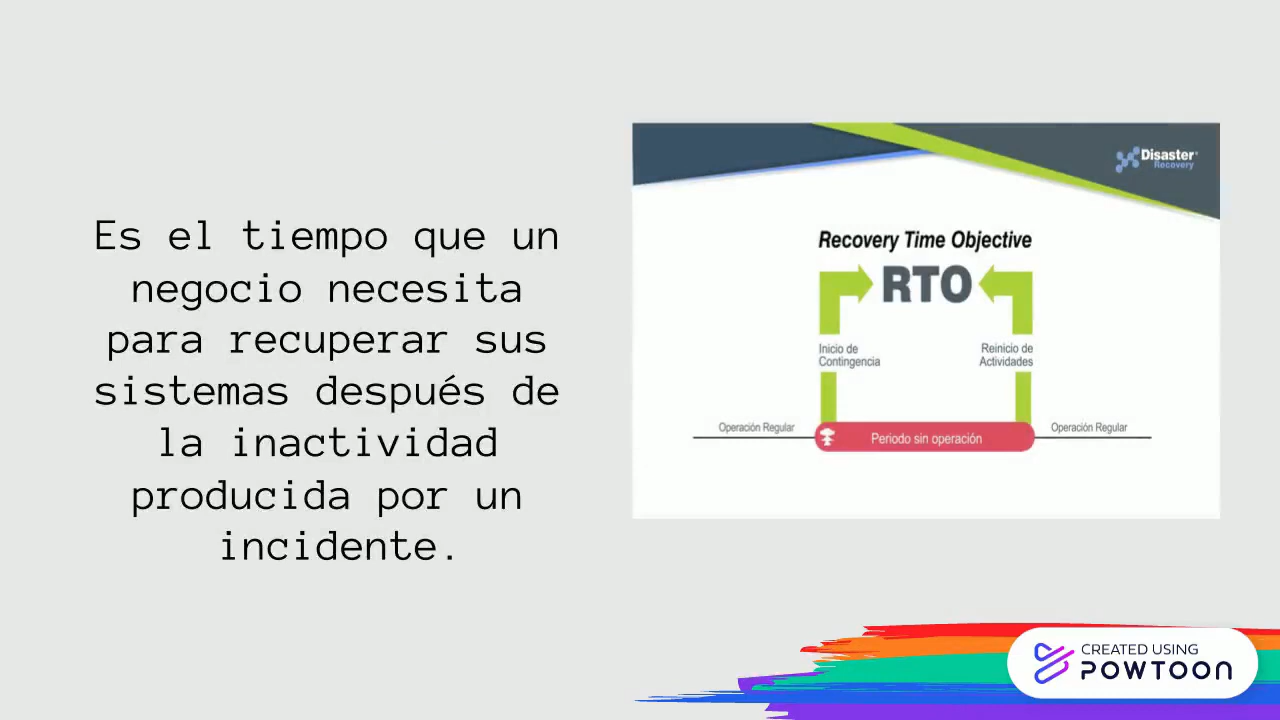 Es el tiempo que un
negocio necesita
para recuperar sus
sistemas después de
la inactividad
producida por un
incidente.
Disaster
Recovery
Recovery Time Objective
RTO
Inicio de
Contingencia
Reinicio de
Actividades
Operación Regular
Periodo sin operación
Operación Regular
CREATED USING
POWTOON